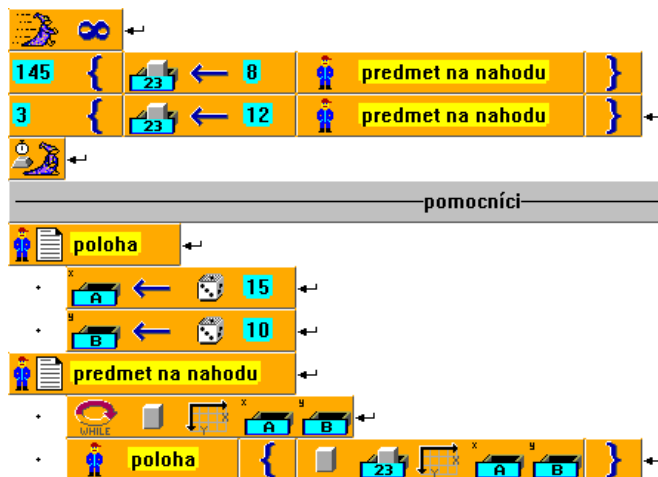 ∞
145 { 23 ← 8 predmet na nahodu }
3 { 23 ← 12 predmet na nahodu }
pomocníci
poloha
x A ← 15
y B ← 10
predmet na nahodu
WHILE X Y x A y B
poloha { 23 X Y x A y B }